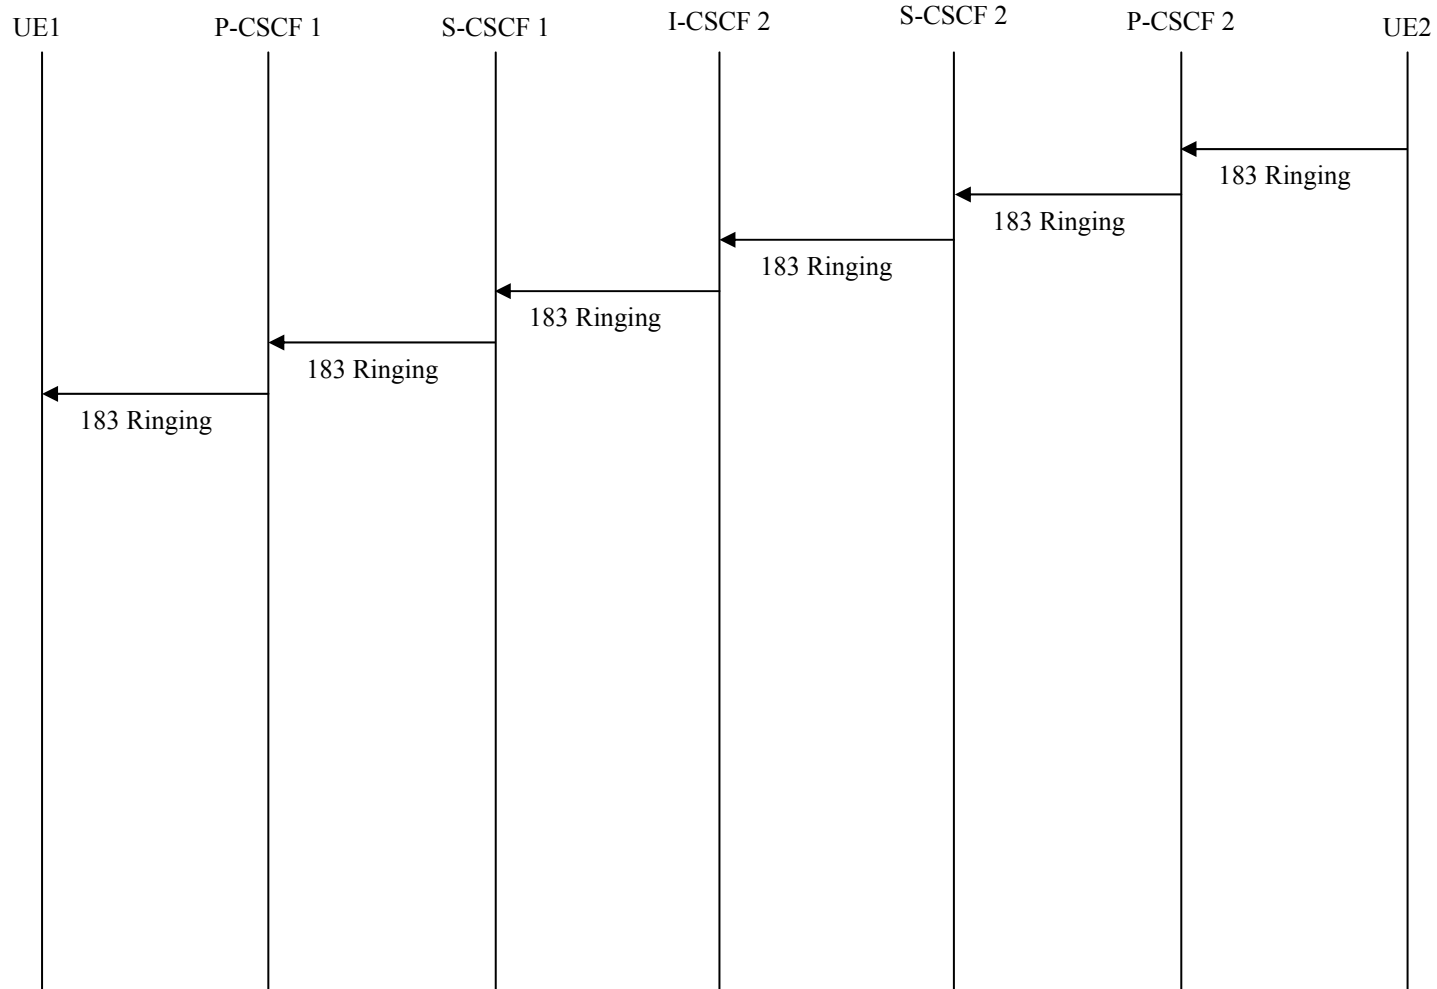 UE1
P-CSCF 1
S-CSCF 1
I-CSCF 2
S-CSCF 2
P-CSCF 2
UE2
183 Ringing
183 Ringing
183 Ringing
183 Ringing
183 Ringing
183 Ringing